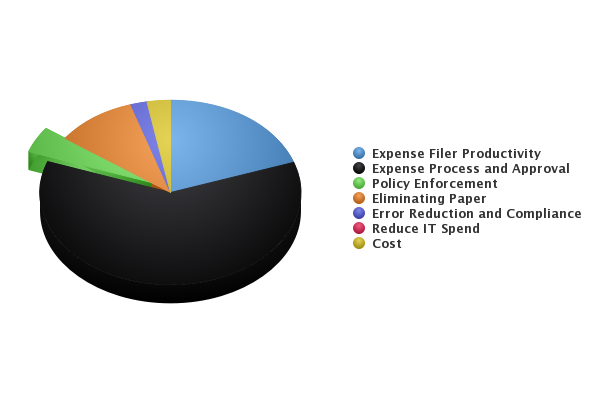 Expense Filer Productivity
Expense Process and Approval
Policy Enforcement
Eliminating Paper
Error Reduction and Compliance
Reduce IT Spend
Cost